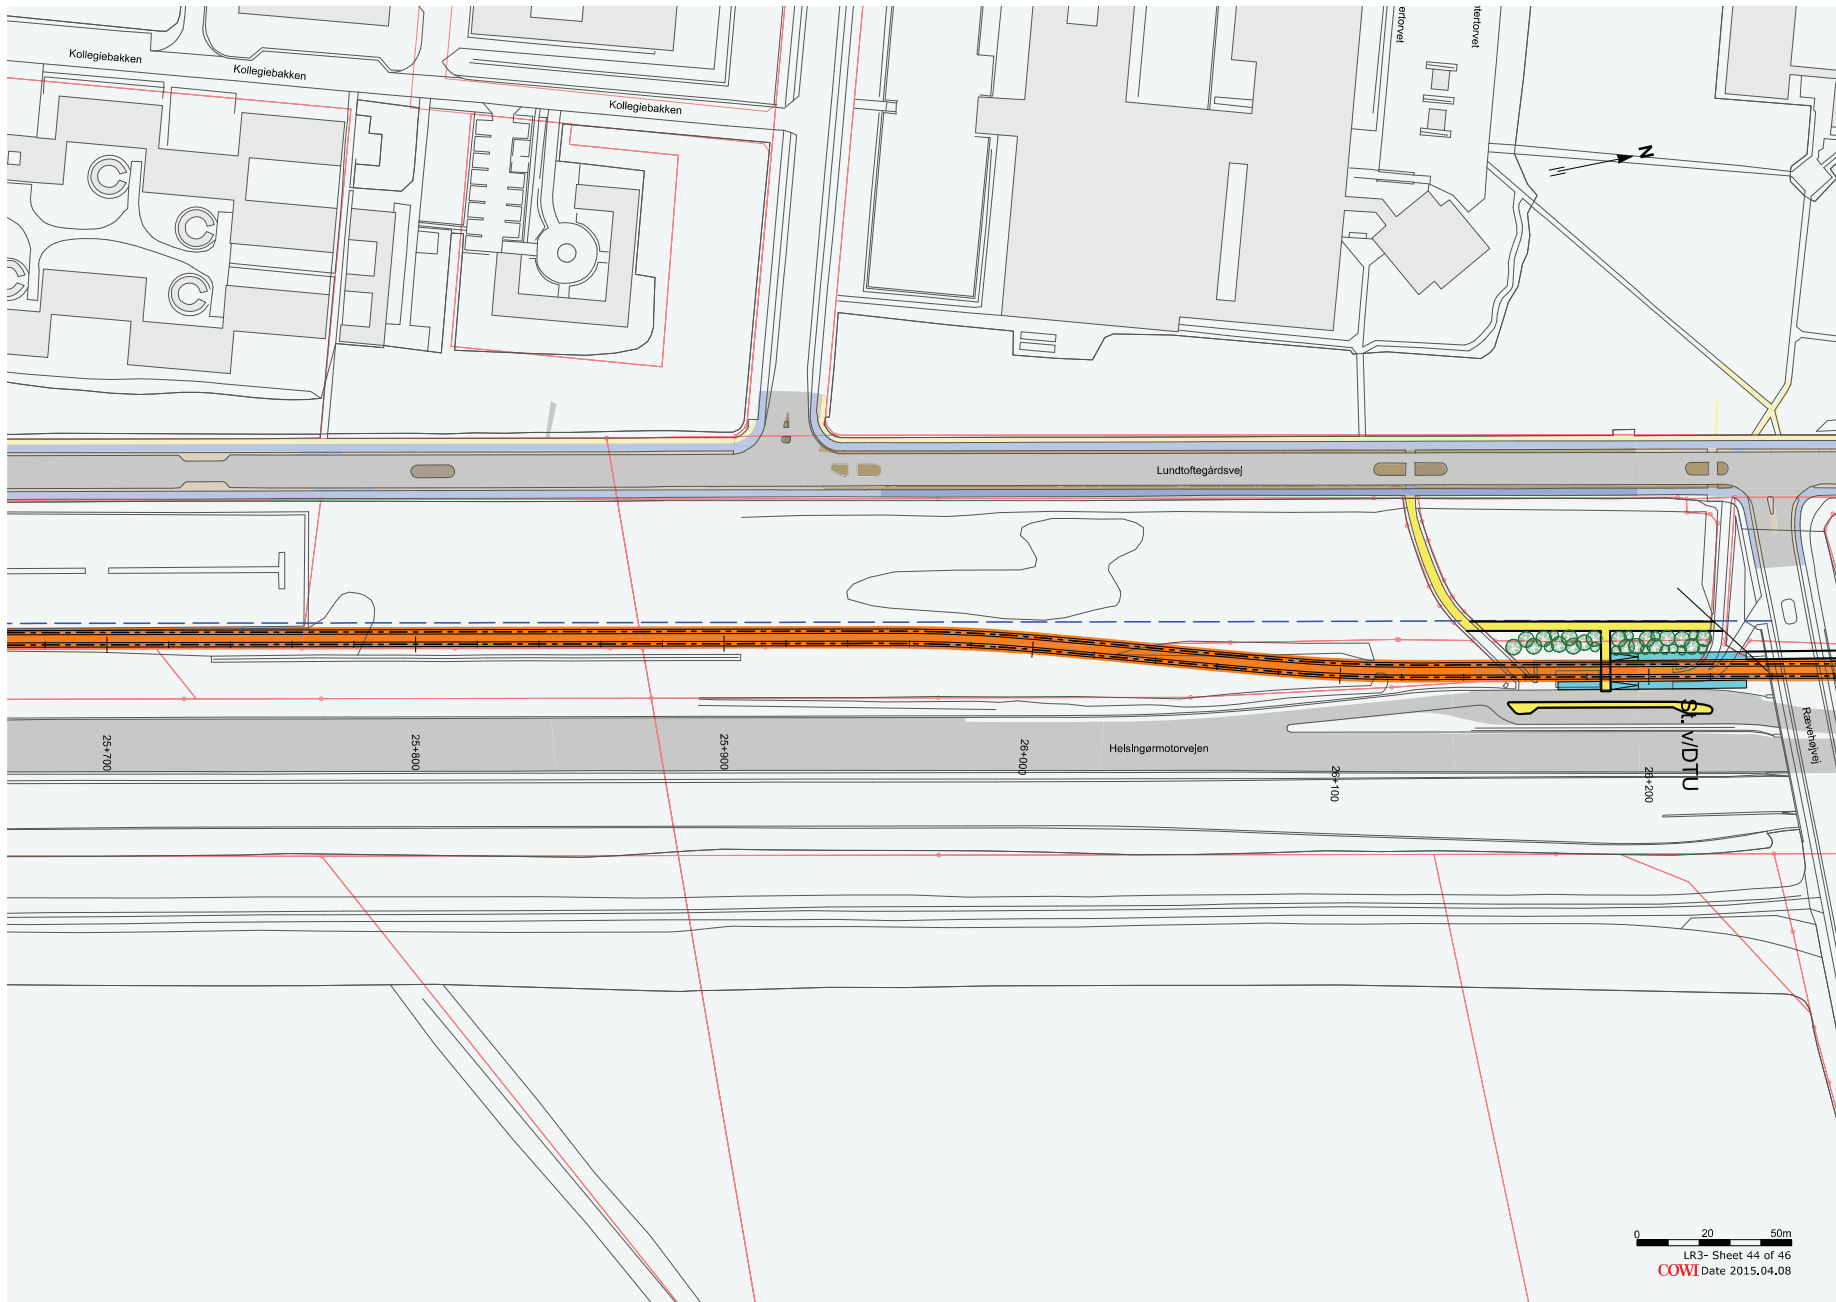 Kollegiebakken
Kollegiebakken
Kollegiebakken
ntertorvet
N
Lundtoftegårdsvej
Helsingørmotorvejen
25+700
25+800
25+900
26+000
26+100
26+200
St. v/DTU
Rævehøjvej
0 20 50m
LR3- Sheet 44 of 46
COWI Date 2015.04.08